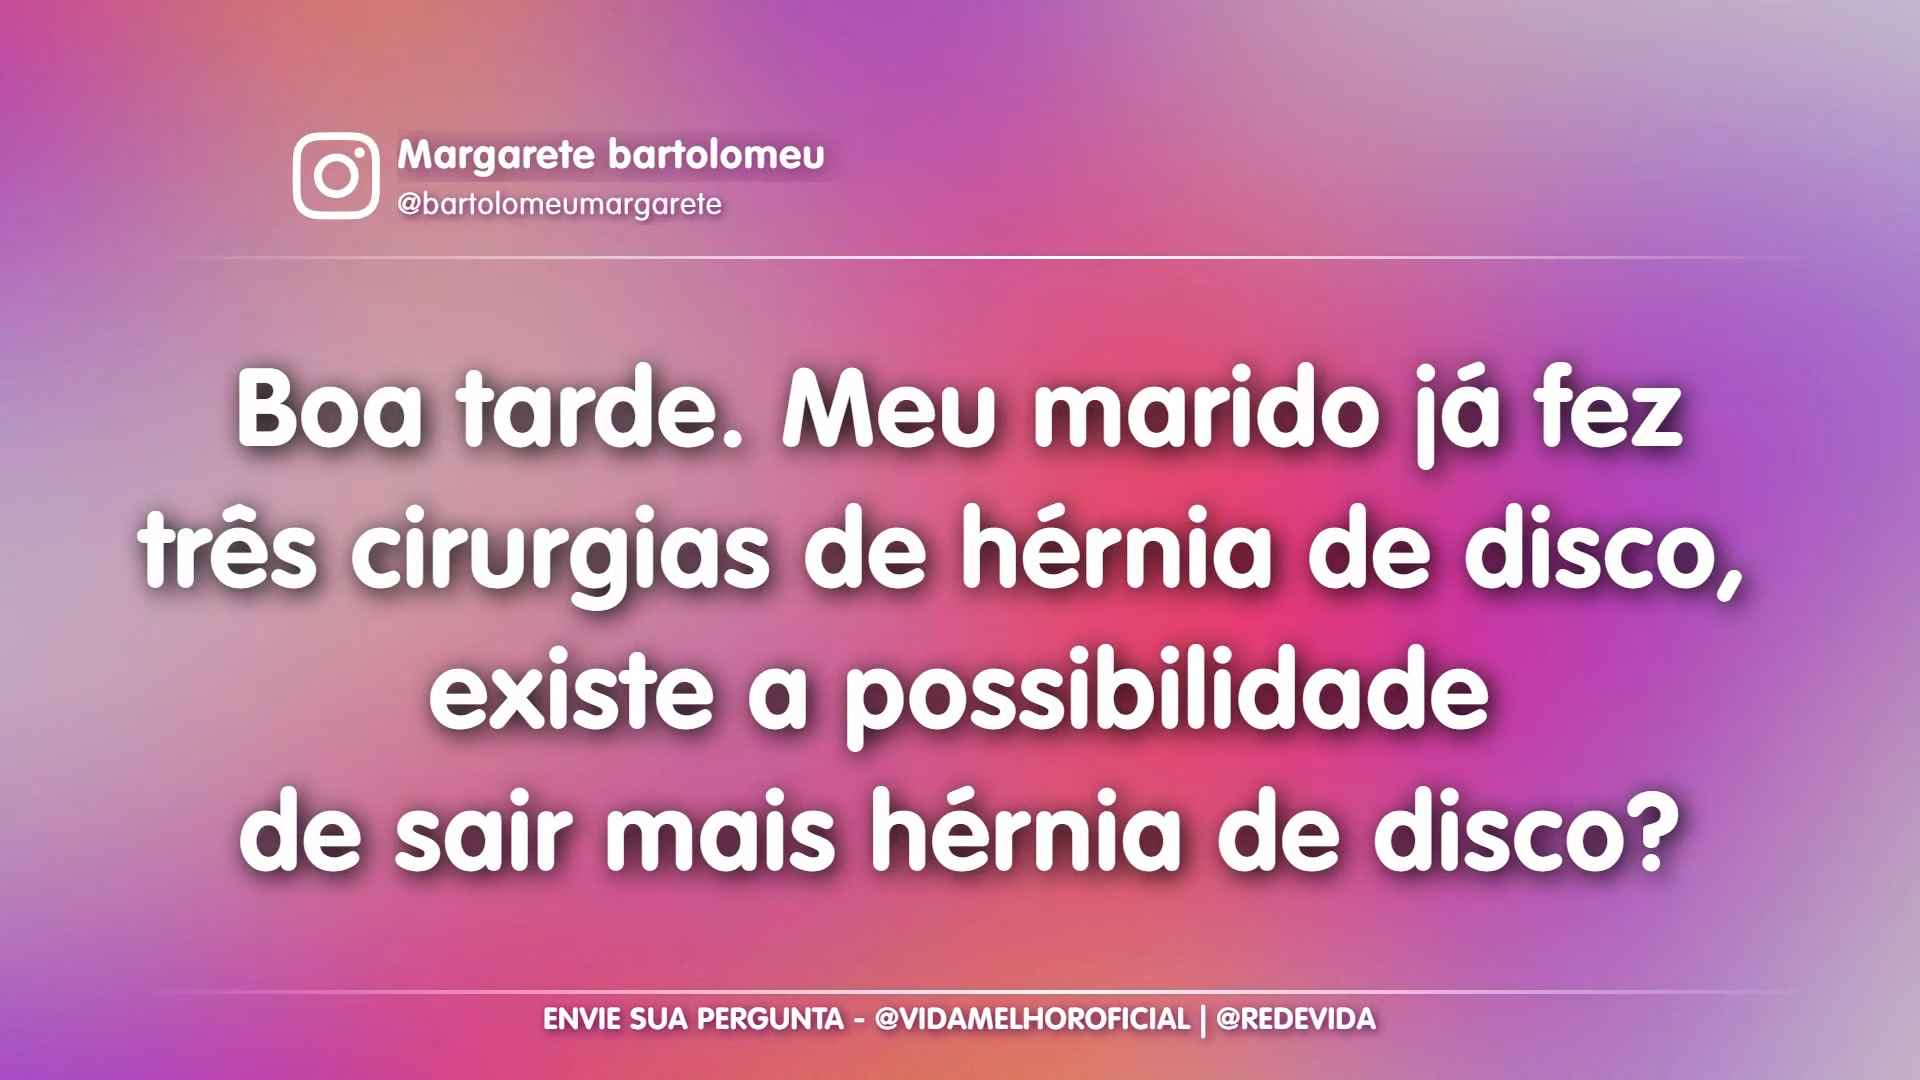 Margarete bartolomeu
@bartolomeumargarete
Boa tarde. Meu marido já fez
três cirurgias de hérnia de disco,
existe a possibilidade
de sair mais hérnia de disco?
ENVIE SUA PERGUNTA - @VIDAMELHOROFICIAL | @REDEVIDA